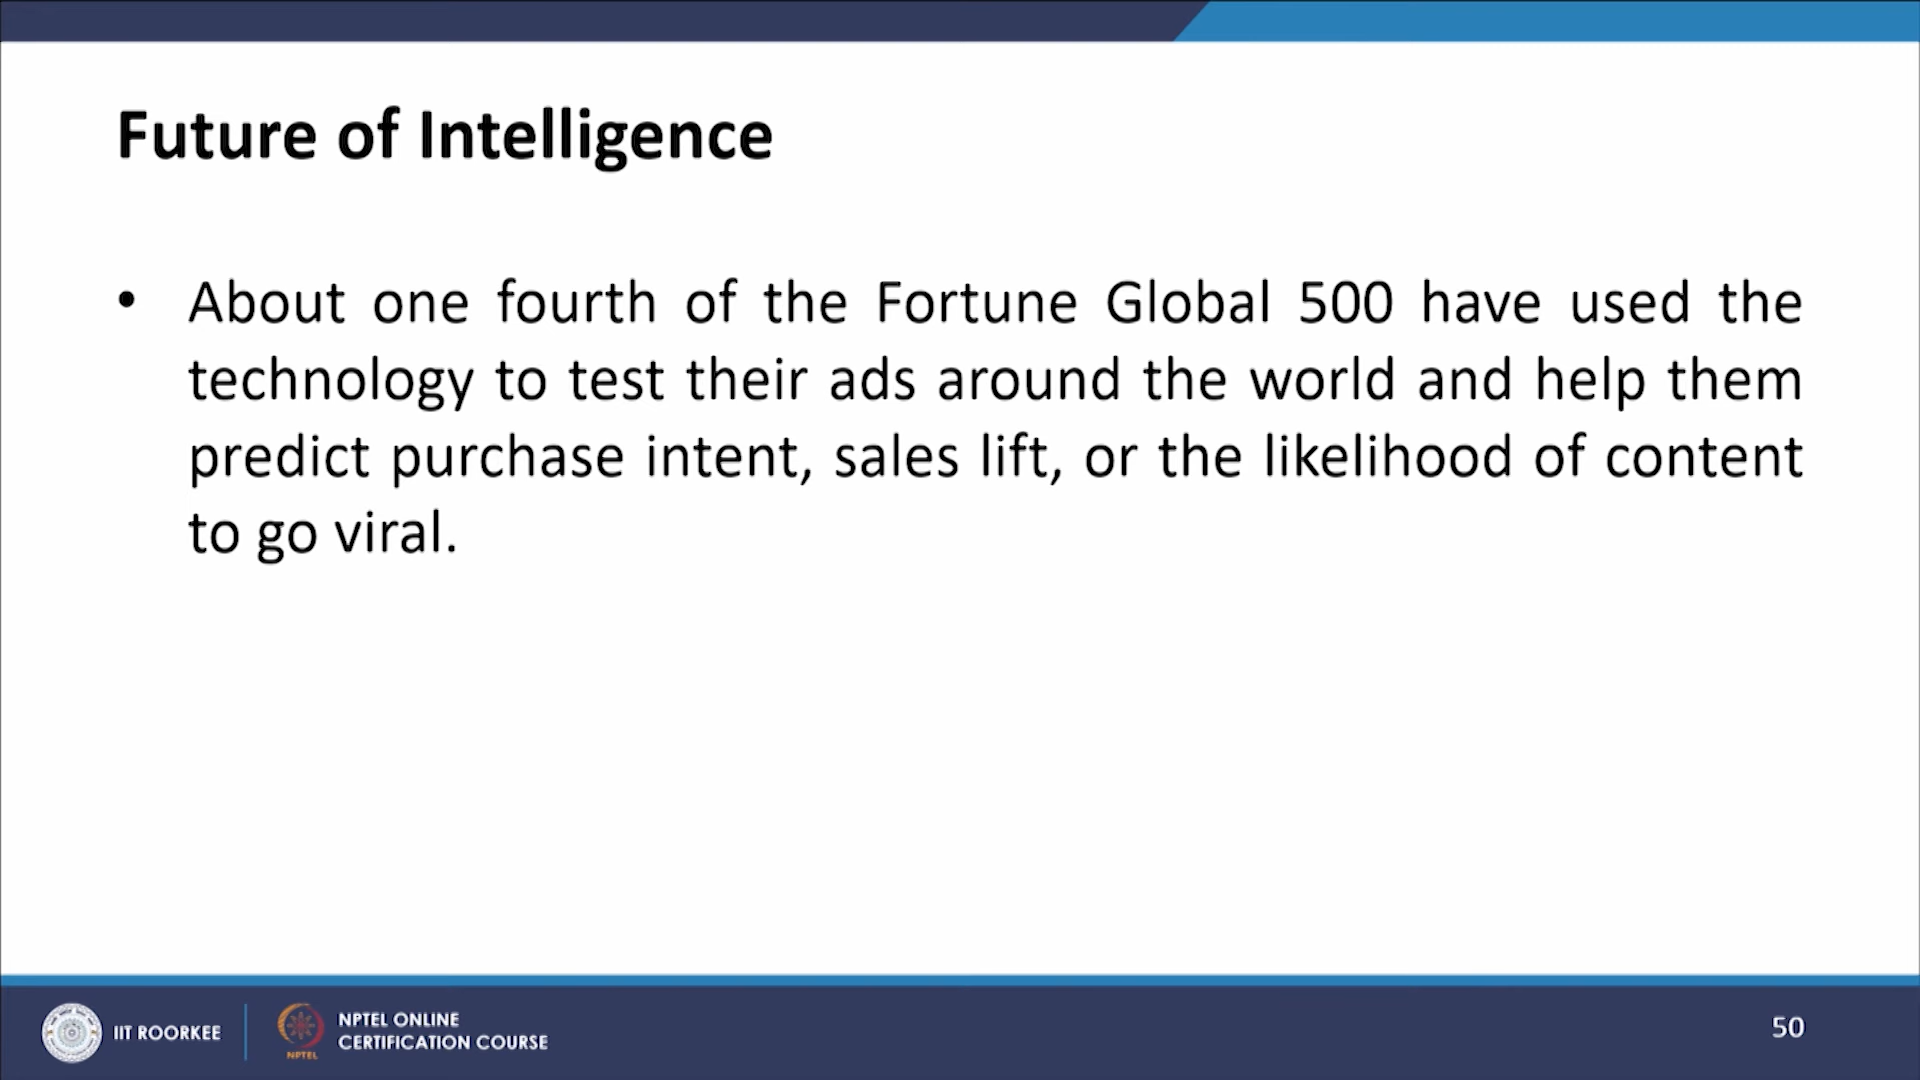 Future of Intelligence
• About one fourth of the Fortune Global 500 have used the
technology to test their ads around the world and help them
predict purchase intent, sales lift, or the likelihood of content
to go viral.
IIT ROORKEE
NPTEL
NPTEL ONLINE
CERTIFICATION COURSE
50